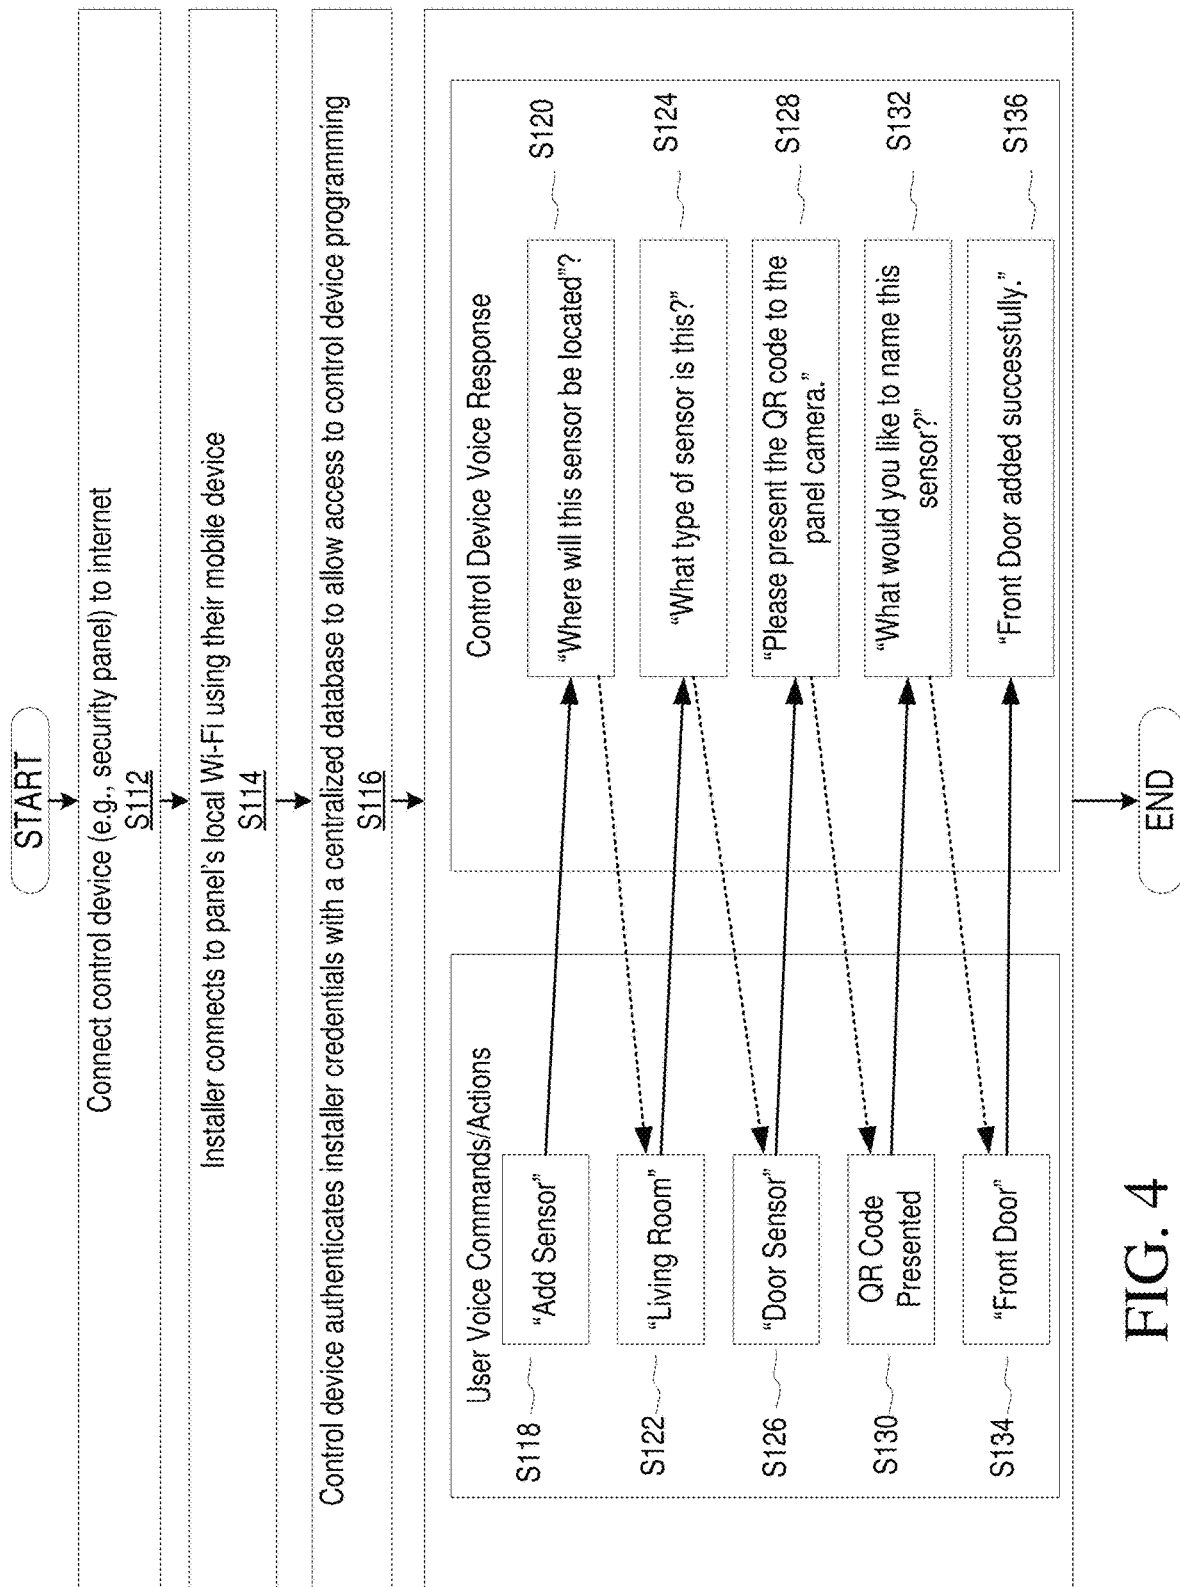 START
Connect control device (e.g., security panel) to internet
S112
Installer connects to panel's local Wi-Fi using their mobile device
S114
Control device authenticates installer credentials with a centralized database to allow access to control device programming
S116
User Voice Commands/Actions
Control Device Voice Response
S118
“Add Sensor”
“Where will this sensor be located”?
S120
S122
“Living Room”
“What type of sensor is this?”
S124
S126
“Door Sensor”
“Please present the QR code to the
panel camera.”
S128
S130
QR Code
Presented
“What would you like to name this
sensor?”
S132
S134
“Front Door”
“Front Door added successfully.”
S136
END
FIG. 4